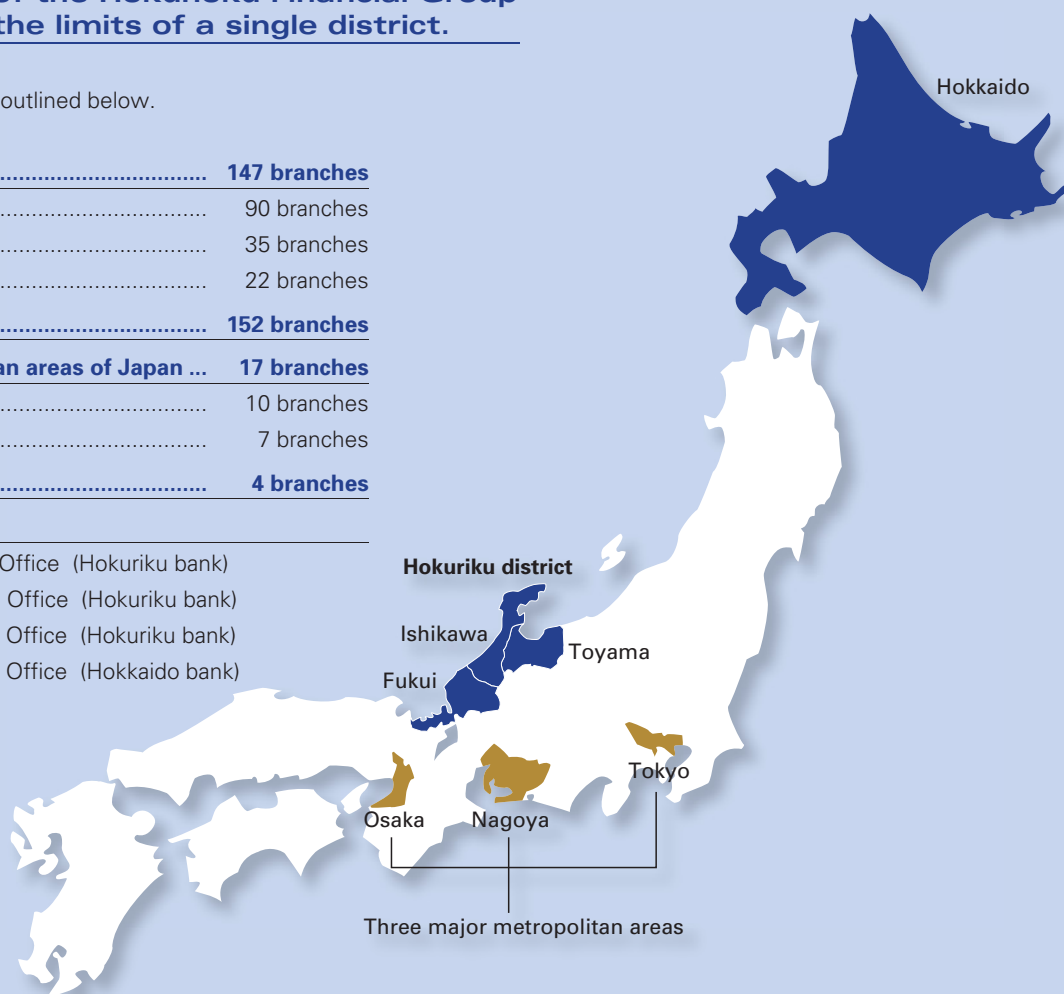 the limits of a single district.
outlined below.
147 branches
90 branches
35 branches
22 branches
152 branches
an areas of Japan ... 17 branches
10 branches
7 branches
4 branches
Office (Hokuriku bank)
Office (Hokuriku bank)
Office (Hokuriku bank)
Office (Hokkaido bank)
Hokkaido
Hokuriku district
Ishikawa
Toyama
Fukui
Tokyo
Osaka
Nagoya
Three major metropolitan areas